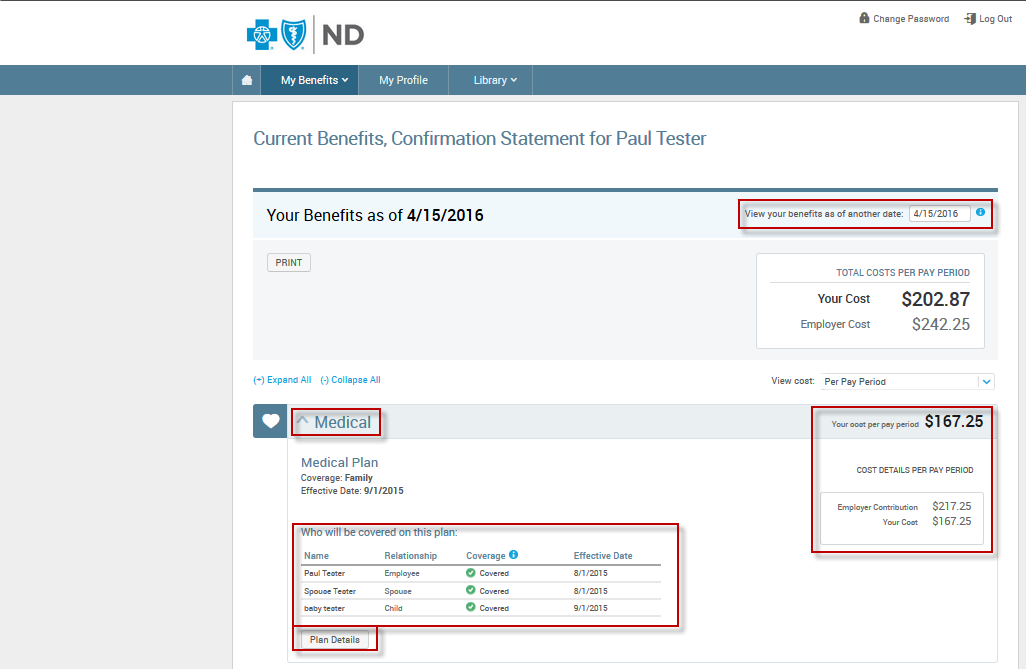 Change Password Log Out
ND
My Benefits My Profile Library
Current Benefits, Confirmation Statement for Paul Tester
Your Benefits as of 4/15/2016
View your benefits as of another date: 4/15/2016
PRINT
TOTAL COSTS PER PAY PERIOD
Your Cost $202.87
Employer Cost $242.25
(+) Expand All (-) Collapse All
View cost: Per Pay Period
Medical
Your cost per pay period $167.25
Medical Plan
Coverage: Family
Effective Date: 9/1/2015
COST DETAILS PER PAY PERIOD
Employer Contribution $217.25
Your Cost $167.25
Who will be covered on this plan:
Name Relationship Coverage Effective Date
Paul Tester Employee Covered 8/1/2015
Spouse Tester Spouse Covered 8/1/2015
baby tester Child Covered 9/1/2015
Plan Details